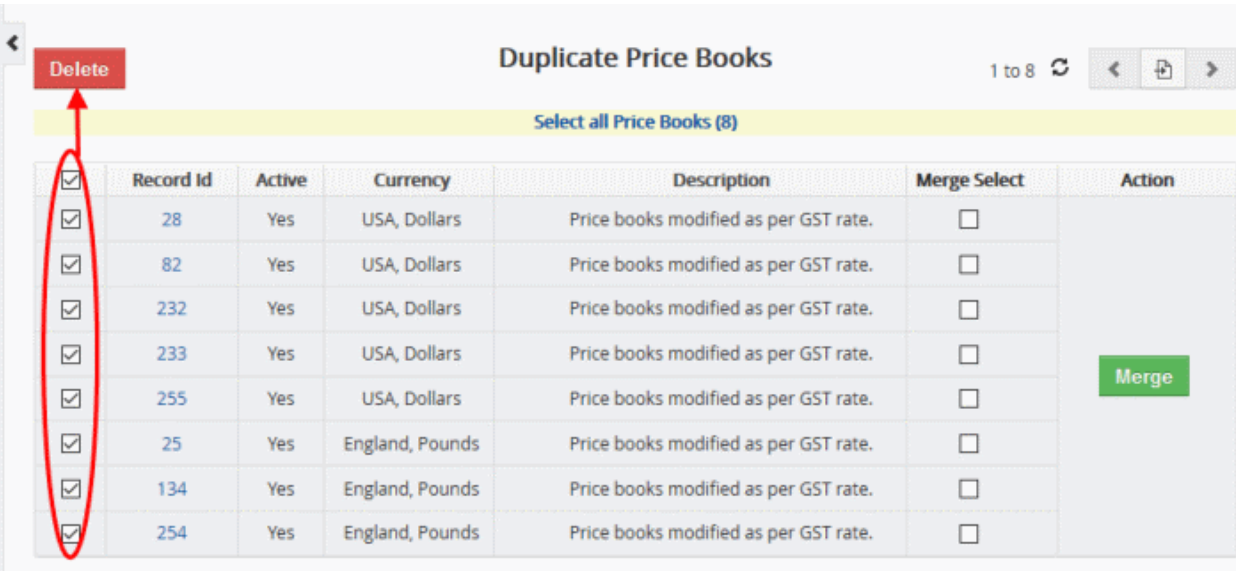 Delete
Duplicate Price Books
1 to 8
Select all Price Books (8)
Record Id Active Currency Description Merge Select Action
28 Yes USA, Dollars Price books modified as per GST rate.
82 Yes USA, Dollars Price books modified as per GST rate.
232 Yes USA, Dollars Price books modified as per GST rate.
233 Yes USA, Dollars Price books modified as per GST rate.
Merge
255 Yes USA, Dollars Price books modified as per GST rate.
25 Yes England, Pounds Price books modified as per GST rate.
134 Yes England, Pounds Price books modified as per GST rate.
254 Yes England, Pounds Price books modified as per GST rate.